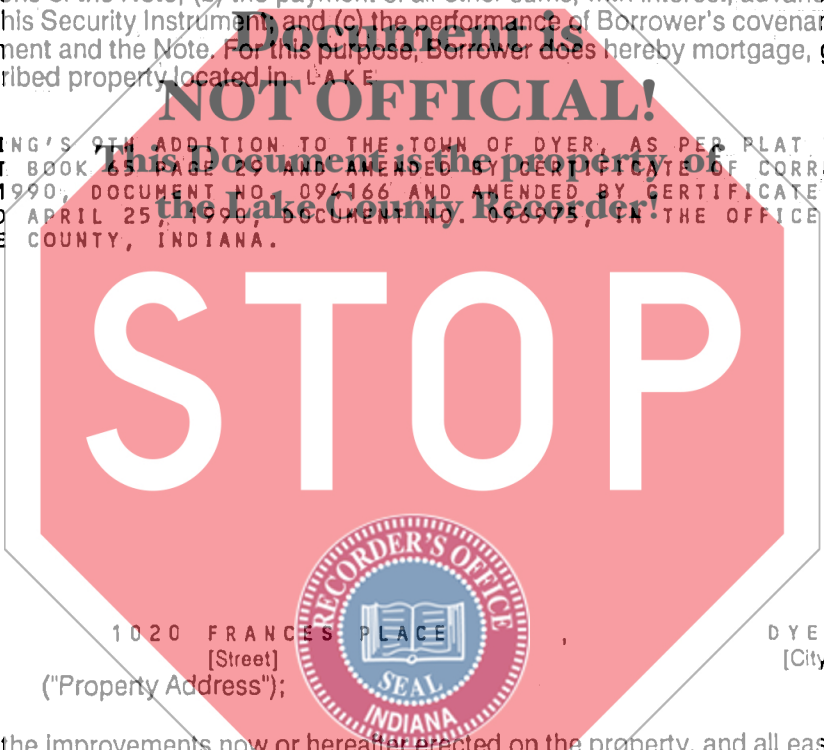 his Security Instrument; and (c) the performance of Borrower's covenan
Document is
ment and the Note. For this purpose, Borrower does hereby mortgage, g
ribed property located in LAKE
NOT OFFICIAL!
ING'S 9TH ADDITION TO THE TOWN OF DYER, AS PER PLAT
This Document is the property of
T BOOK 65 PAGE 29 AND AMENDED BY CERTIFICATE OF CORR
1990, DOCUMENT NO. 094166 AND AMENDED BY CERTIFICATE
the Lake County Recorder!
APRIL 25, 1990, DOCUMENT NO. 096975, IN THE OFFICE
E COUNTY, INDIANA.
STOP
RECORDER'S OFFICE
1020 FRANCES PLACE , DYE
[Street] [City
SEAL
("Property Address");
INDIANA
the improvements now or hereafter erected on the property, and all eas